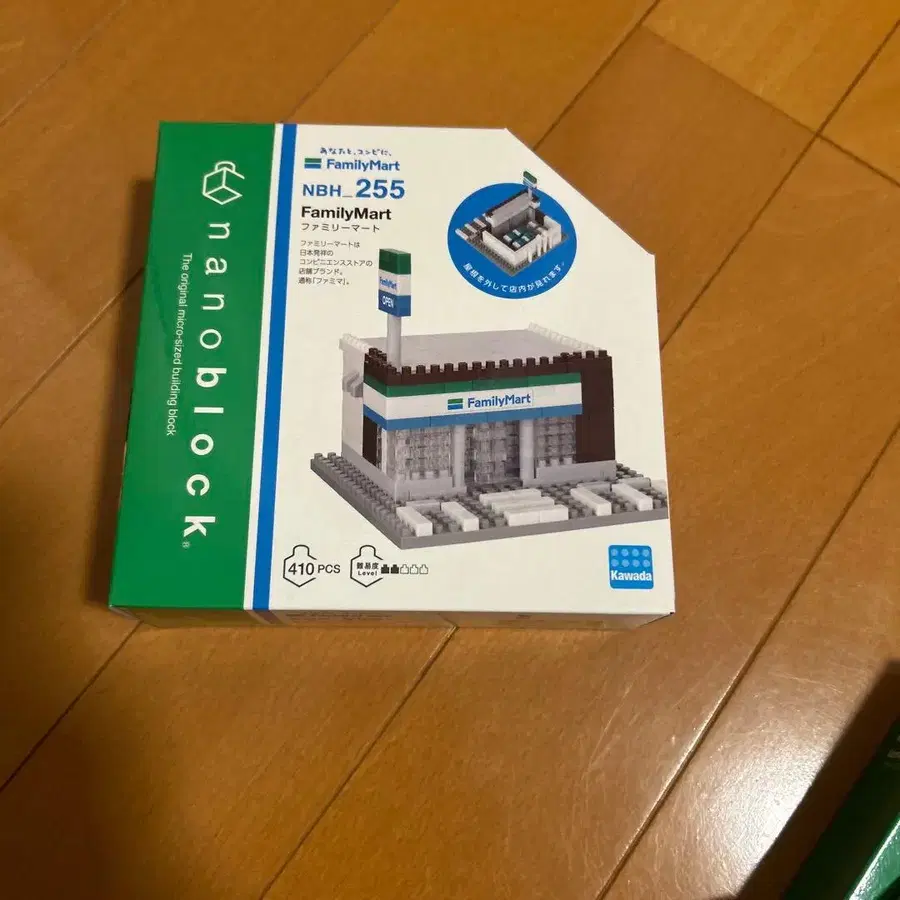 nanoblock®
The original micro-sized building block
あなたと、コンビに、
FamilyMart
NBH_255
FamilyMart
ファミリーマート
ファミリーマートは
日本発祥の
コンビニエンスストアの
店舗ブランド。
通称「ファミマ」。
屋根を外して店内が見れます。
FamilyMart
OPEN
FamilyMart
410 PCS
難易度
Level
Kawada